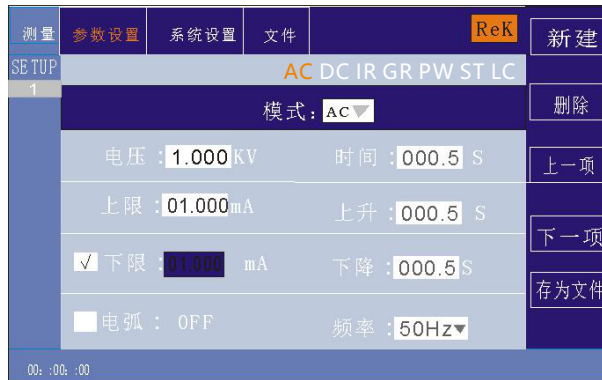 测量 参数设置 系统设置 文件 ReK 新建
SETUP AC DC IR GR PW ST LC
1
模式：AC 删除
电压：1.000 KV 时间：000.5 S 上一项
上限：01.000 mA 上升：000.5 S
√ 下限：01.000 mA 下降：000.5 S 下一项
存为文件
电弧：OFF 频率：50Hz
00: :00: :00